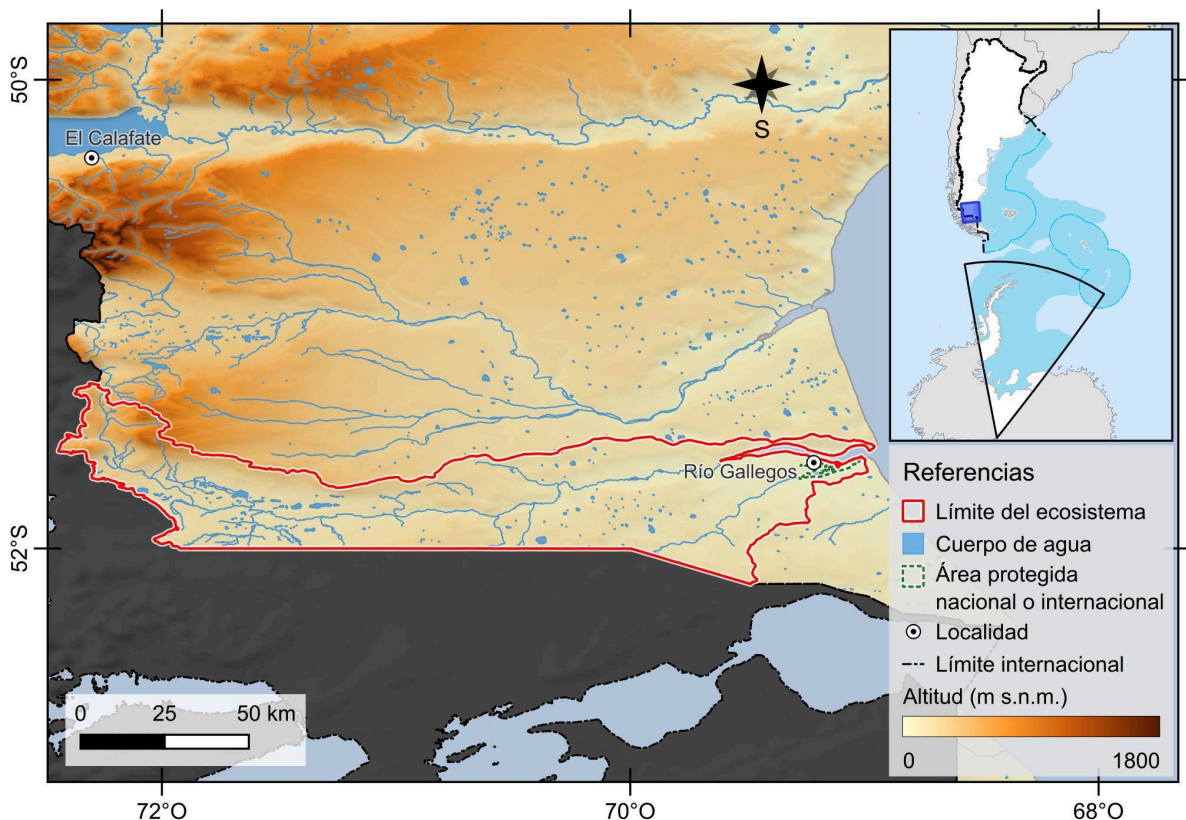 50°S
El Calafate
S
Río Gallegos
52°S
0 25 50 km
72°O
70°O
68°O
Referencias
Límite del ecosistema
Cuerpo de agua
Área protegida
nacional o internacional
Localidad
Límite internacional
Altitud (m s.n.m.)
0 1800